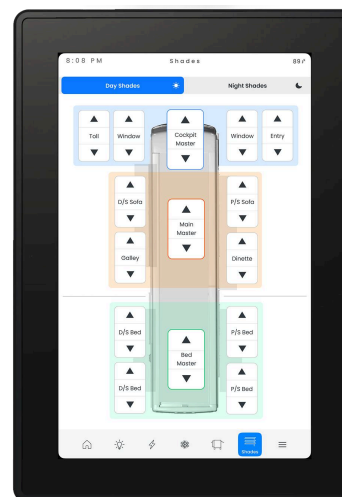 8:08 PM Shades 89°
Day Shades Night Shades
Toll Window Cockpit Master Window Entry
D/S Sofa P/S Sofa
Main Master
Galley Dinette
D/S Bed P/S Bed
Bed Master
D/S Bed P/S Bed
Shades